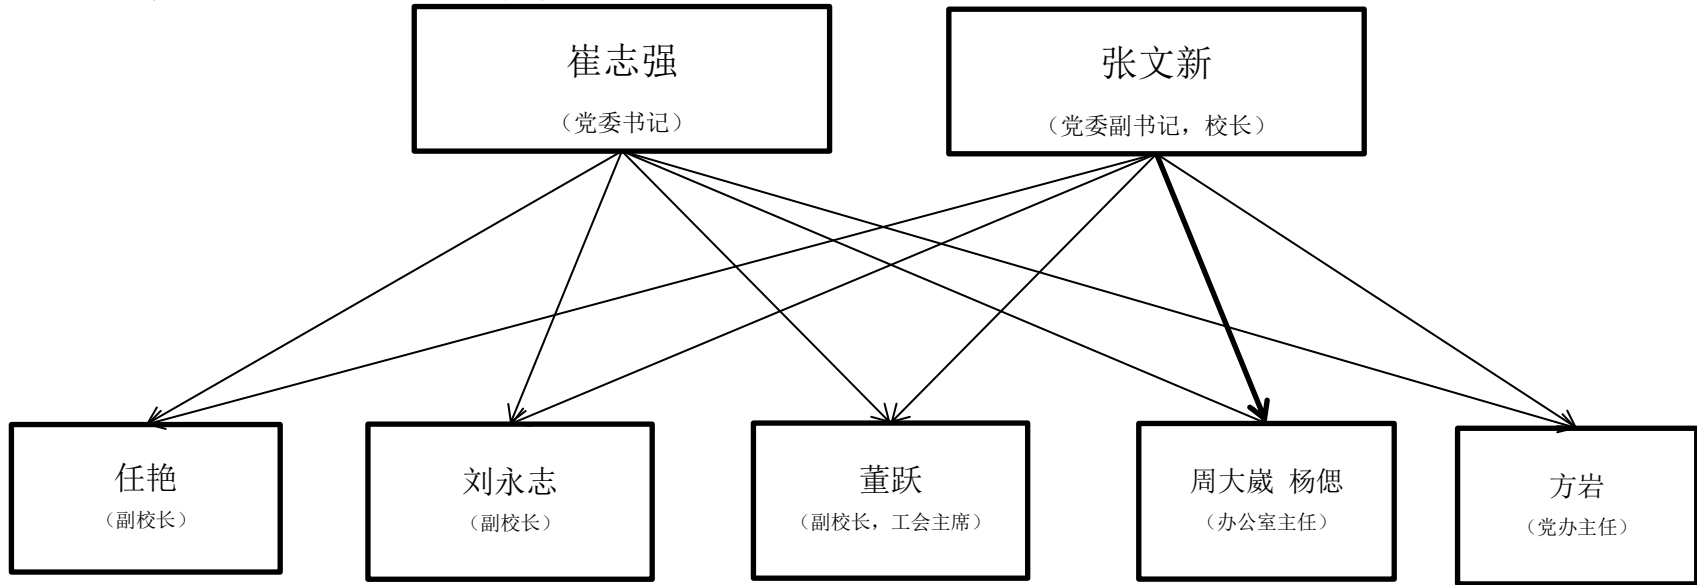 崔志强
（党委书记）
张文新
（党委副书记，校长）
任艳
（副校长）
刘永志
（副校长）
董跃
（副校长，工会主席）
周大崴 杨偲
（办公室主任）
方岩
（党办主任）